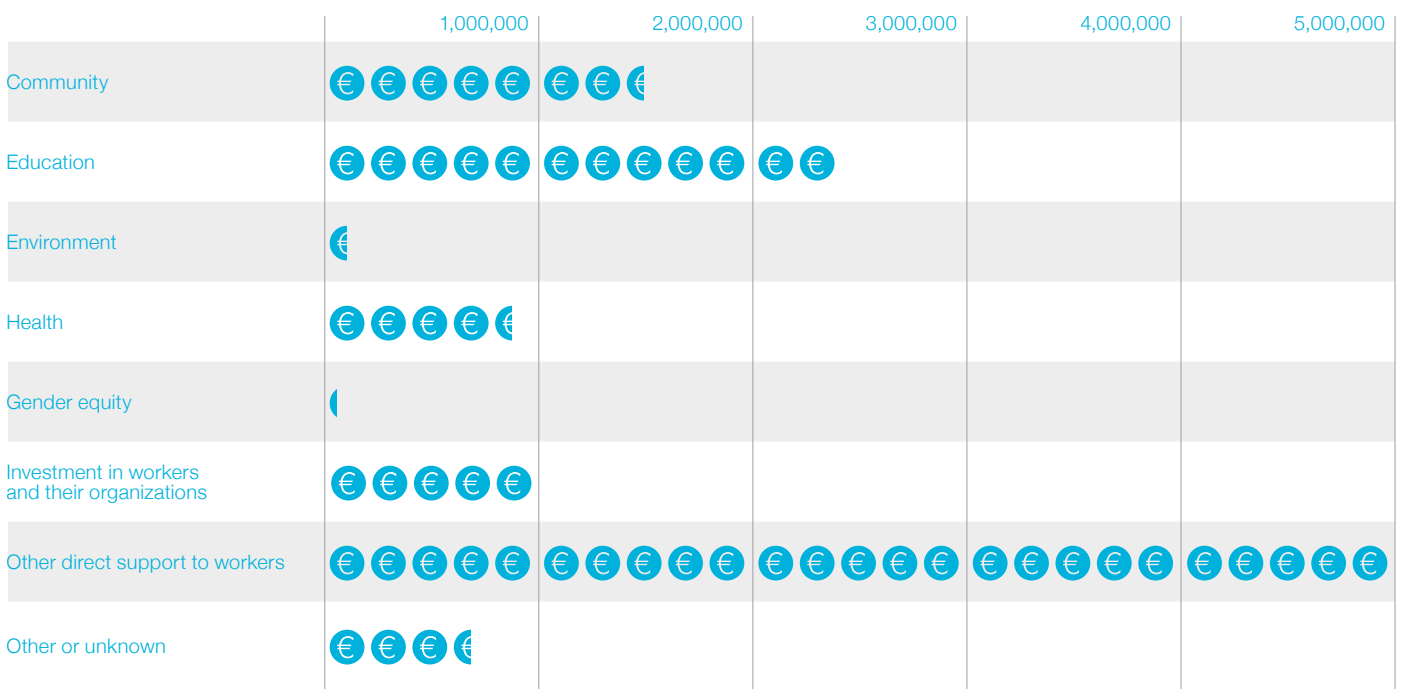 1,000,000 2,000,000 3,000,000 4,000,000 5,000,000
Community € € € € € € € €
Education € € € € € € € € € € € €
Environment €
Health € € € € €
Gender equity
Investment in workers
and their organizations € € € € €
Other direct support to workers € € € € € € € € € € € € € € € € € € € € € € € € €
Other or unknown € € € €